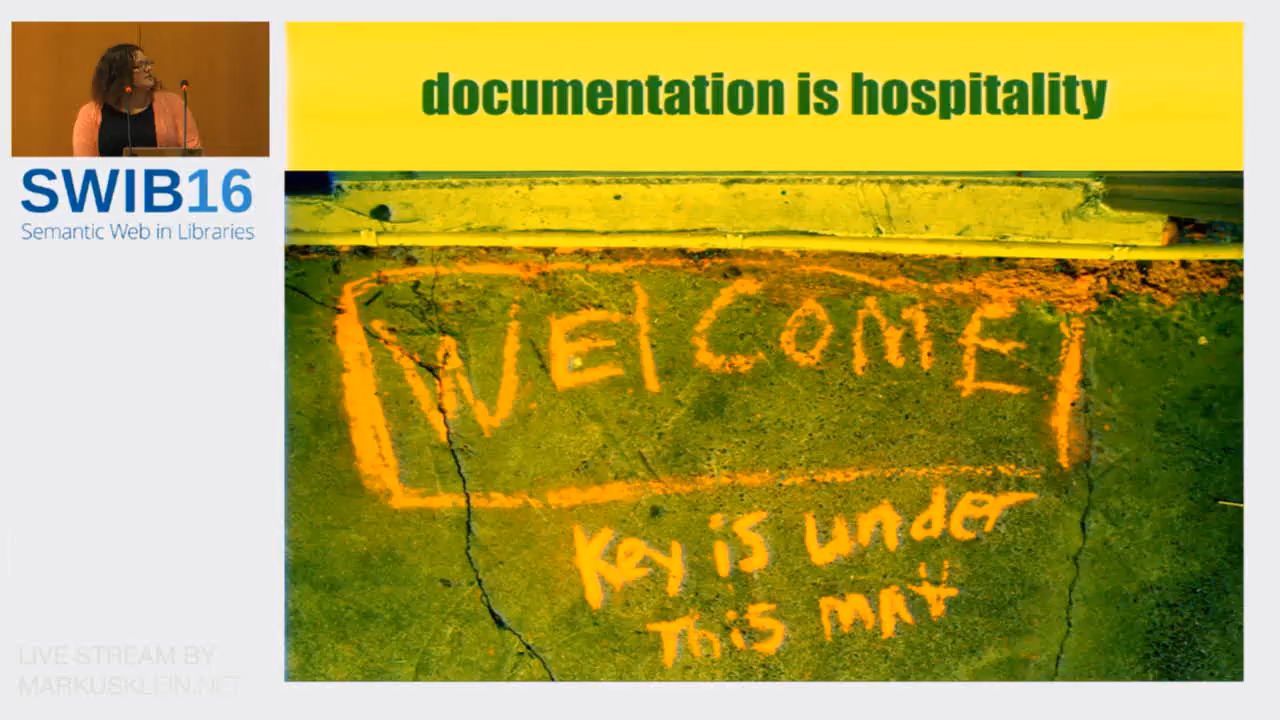 documentation is hospitality
SWIB16
Semantic Web in Libraries
WElCOME
Key is under
This MAt
LIVE STREAM BY
MARKUSKLEIN.NET